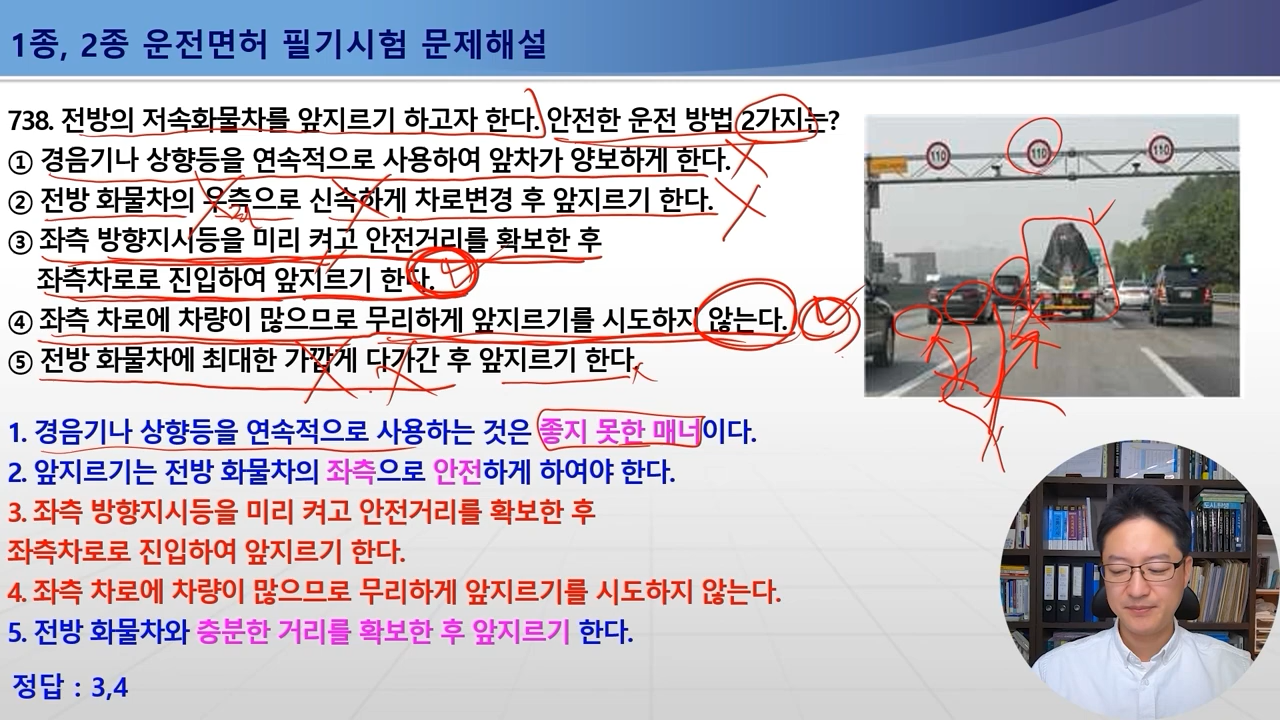 1종, 2종 운전면허 필기시험 문제해설
738. 전방의 저속화물차를 앞지르기 하고자 한다. 안전한 운전 방법 2가지는?
① 경음기나 상향등을 연속적으로 사용하여 앞차가 양보하게 한다.
② 전방 화물차의 우측으로 신속하게 차로변경 후 앞지르기 한다.
③ 좌측 방향지시등을 미리 켜고 안전거리를 확보한 후
좌측차로로 진입하여 앞지르기 한다.
④ 좌측 차로에 차량이 많으므로 무리하게 앞지르기를 시도하지 않는다.
⑤ 전방 화물차에 최대한 가깝게 다가간 후 앞지르기 한다.
110
110
110
1. 경음기나 상향등을 연속적으로 사용하는 것은 좋지 못한 매너이다.
2. 앞지르기는 전방 화물차의 좌측으로 안전하게 하여야 한다.
3. 좌측 방향지시등을 미리 켜고 안전거리를 확보한 후
좌측차로로 진입하여 앞지르기 한다.
4. 좌측 차로에 차량이 많으므로 무리하게 앞지르기를 시도하지 않는다.
5. 전방 화물차와 충분한 거리를 확보한 후 앞지르기 한다.
정답 : 3,4